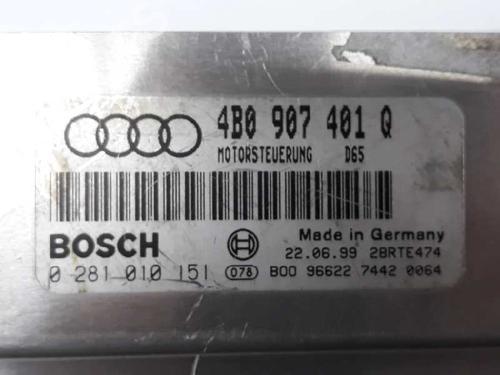 4B0 907 401 Q
MOTORSTEUERUNG D65
BOSCH
Made in Germany
22.06.99 28RTE474
0 281 010 151 078 B00 96622 7442 0064